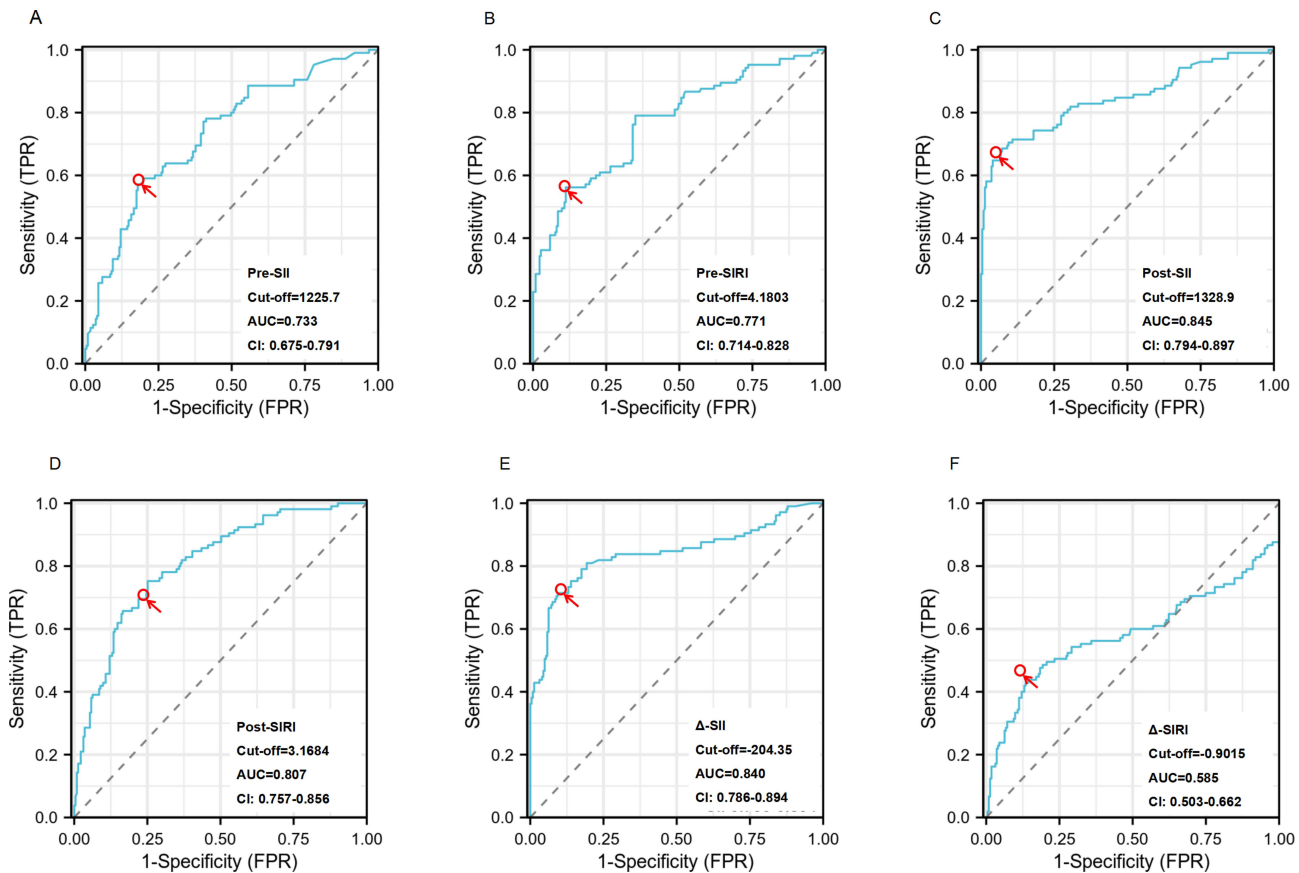 A
1.0
0.8
0.6
0.4
0.2
0.0
Sensitivity (TPR)
Pre-SII
Cut-off=1225.7
AUC=0.733
CI: 0.675-0.791
0.00 0.25 0.50 0.75 1.00
1-Specificity (FPR)
B
1.0
0.8
0.6
0.4
0.2
0.0
Sensitivity (TPR)
Pre-SIRI
Cut-off=4.1803
AUC=0.771
CI: 0.714-0.828
0.00 0.25 0.50 0.75 1.00
1-Specificity (FPR)
C
1.0
0.8
0.6
0.4
0.2
0.0
Sensitivity (TPR)
Post-SII
Cut-off=1328.9
AUC=0.845
CI: 0.794-0.897
0.00 0.25 0.50 0.75 1.00
1-Specificity (FPR)
D
1.0
0.8
0.6
0.4
0.2
0.0
Sensitivity (TPR)
Post-SIRI
Cut-off=3.1684
AUC=0.807
CI: 0.757-0.856
0.00 0.25 0.50 0.75 1.00
1-Specificity (FPR)
E
1.0
0.8
0.6
0.4
0.2
0.0
Sensitivity (TPR)
Δ-SII
Cut-off=-204.35
AUC=0.840
CI: 0.786-0.894
0.00 0.25 0.50 0.75 1.00
1-Specificity (FPR)
F
1.0
0.8
0.6
0.4
0.2
0.0
Sensitivity (TPR)
Δ-SIRI
Cut-off=-0.9015
AUC=0.585
CI: 0.503-0.662
0.00 0.25 0.50 0.75 1.00
1-Specificity (FPR)